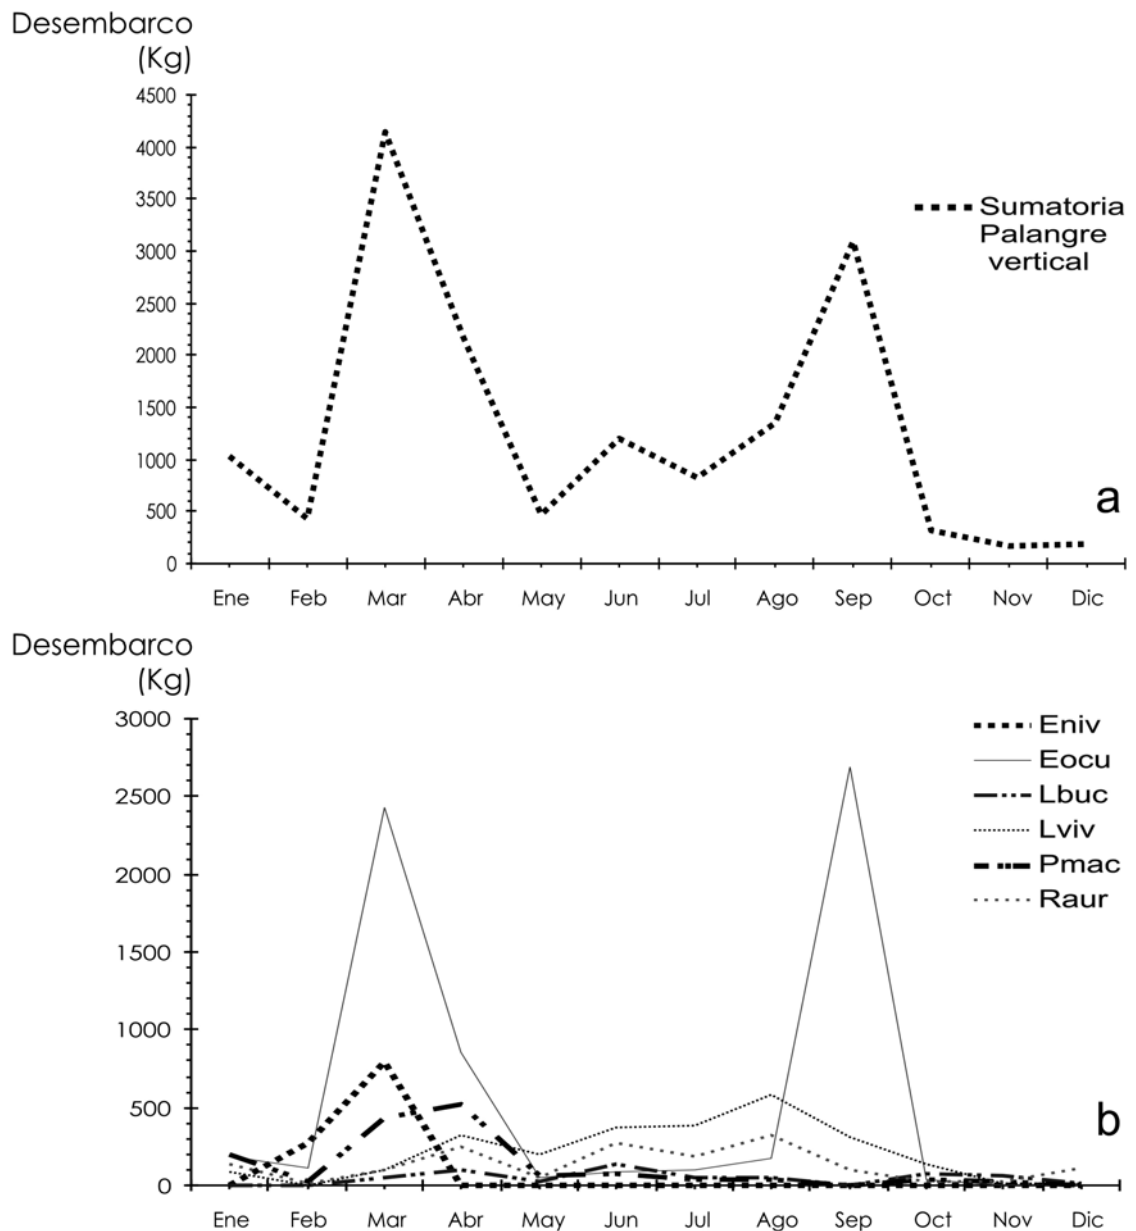 Desembarco
(Kg)
4500
4000
3500
3000
2500
2000
1500
1000
500
0
Sumatoria
Palangre
vertical
a
Ene Feb Mar Abr May Jun Jul Ago Sep Oct Nov Dic
Desembarco
(Kg)
3000
2500
2000
1500
1000
500
0
Eniv
Eocu
Lbuc
Lviv
Pmac
Raur
b
Ene Feb Mar Abr May Jun Jul Ago Sep Oct Nov Dic